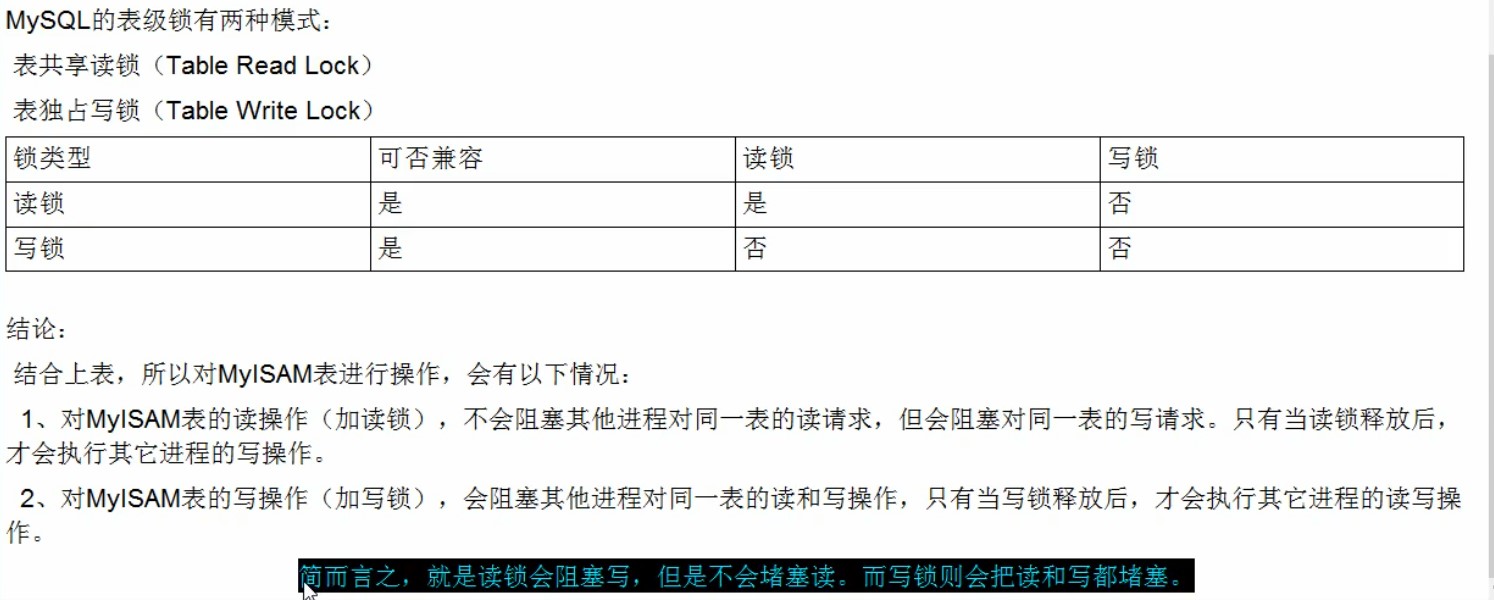 MySQL的表级锁有两种模式：
表共享读锁（Table Read Lock）
表独占写锁（Table Write Lock）
锁类型 可否兼容 读锁 写锁
读锁 是 是 否
写锁 是 否 否
结论：
结合上表，所以对MyISAM表进行操作，会有以下情况：
1、对MyISAM表的读操作（加读锁），不会阻塞其他进程对同一表的读请求，但会阻塞对同一表的写请求。只有当读锁释放后，
才会执行其它进程的写操作。
2、对MyISAM表的写操作（加写锁），会阻塞其他进程对同一表的读和写操作，只有当写锁释放后，才会执行其它进程的读写操
作。
简而言之，就是读锁会阻塞写，但是不会堵塞读。而写锁则会把读和写都堵塞。